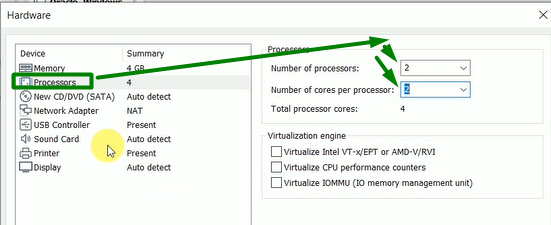 Oracle Windows
Hardware
Device Summary
Memory 4 GB
Processors 4
New CD/DVD (SATA) Auto detect
Network Adapter NAT
USB Controller Present
Sound Card Auto detect
Printer Present
Display Auto detect
Processors
Number of processors: 2
Number of cores per processor: 2
Total processor cores: 4
Virtualization engine
Virtualize Intel VT-x/EPT or AMD-V/RVI
Virtualize CPU performance counters
Virtualize IOMMU (IO memory management unit)